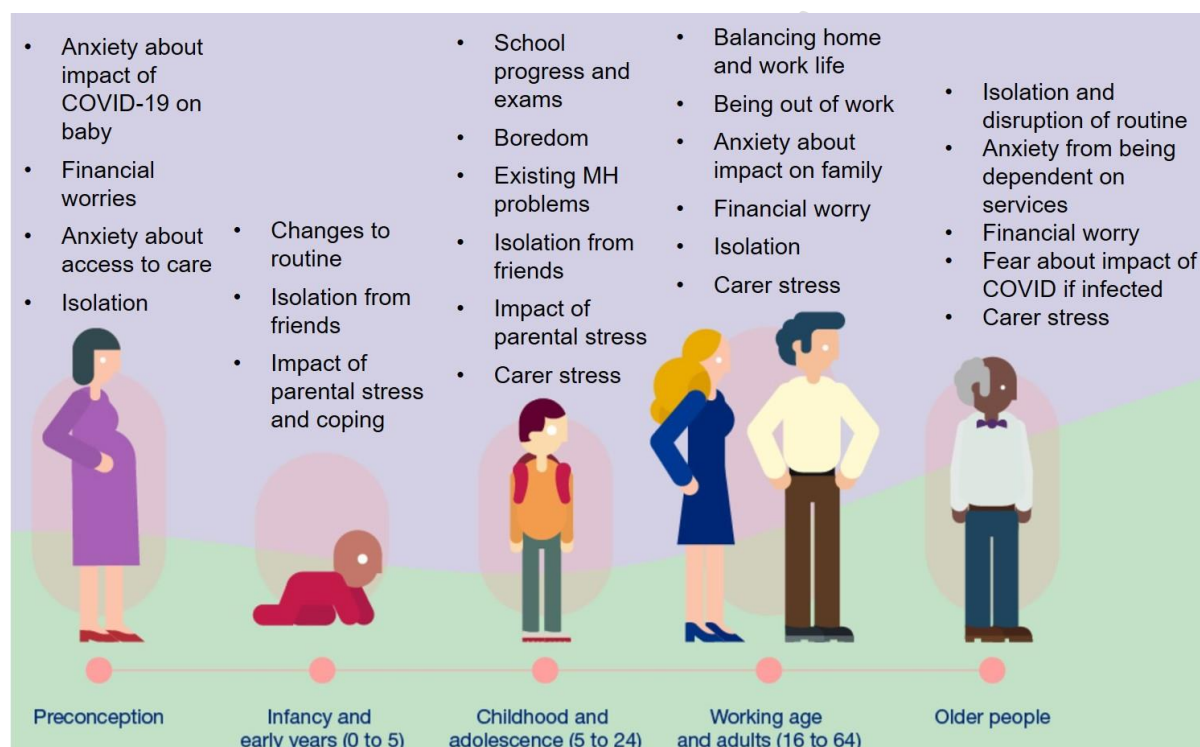 • Anxiety about
impact of
COVID-19 on
baby
• Financial
worries
• Anxiety about
access to care
• Isolation
• Changes to
routine
• Isolation from
friends
• Impact of
parental stress
and coping
• School
progress and
exams
• Boredom
• Existing MH
problems
• Isolation from
friends
• Impact of
parental stress
• Carer stress
• Balancing home
and work life
• Being out of work
• Anxiety about
impact on family
• Financial worry
• Isolation
• Carer stress
• Isolation and
disruption of routine
• Anxiety from being
dependent on
services
• Financial worry
• Fear about impact of
COVID if infected
• Carer stress
Preconception
Infancy and
early years (0 to 5)
Childhood and
adolescence (5 to 24)
Working age
and adults (16 to 64)
Older people